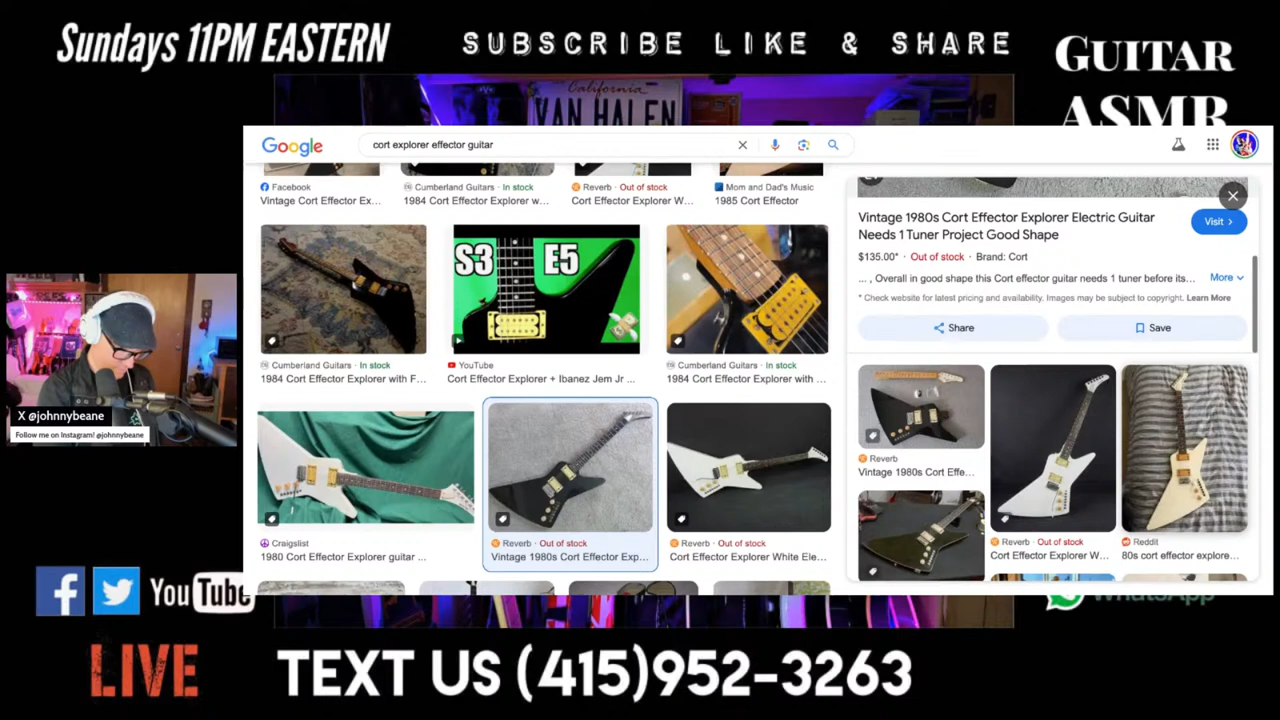 Sundays 11PM EASTERN
SUBSCRIBE LIKE & SHARE
GUITAR
ASMR
California
VAN HALEN
Google
cort explorer effector guitar
Facebook
Vintage Cort Effector Ex...
Cumberland Guitars · In stock
1984 Cort Effector Explorer w...
Reverb · Out of stock
Cort Effector Explorer W...
Mom and Dad's Music
1985 Cort Effector
S3 E5
Cumberland Guitars · In stock
1984 Cort Effector Explorer with F...
YouTube
Cort Effector Explorer + Ibanez Jem Jr ...
Cumberland Guitars · In stock
1984 Cort Effector Explorer with ...
Craigslist
1980 Cort Effector Explorer guitar ...
Reverb · Out of stock
Vintage 1980s Cort Effector Exp...
Reverb · Out of stock
Cort Effector Explorer White Ele...
Vintage 1980s Cort Effector Explorer Electric Guitar
Needs 1 Tuner Project Good Shape
Visit >
$135.00* · Out of stock · Brand: Cort
... , Overall in good shape this Cort effector guitar needs 1 tuner before its...
More
* Check website for latest pricing and availability. Images may be subject to copyright. Learn More
Share
Save
Reverb
Vintage 1980s Cort Effe...
Reverb · Out of stock
Cort Effector Explorer W...
Reddit
80s cort effector explore...
X @johnnybeane
Follow me on Instagram! @johnnybeane
YouTube
WhatsApp
LIVE
TEXT US (415)952-3263